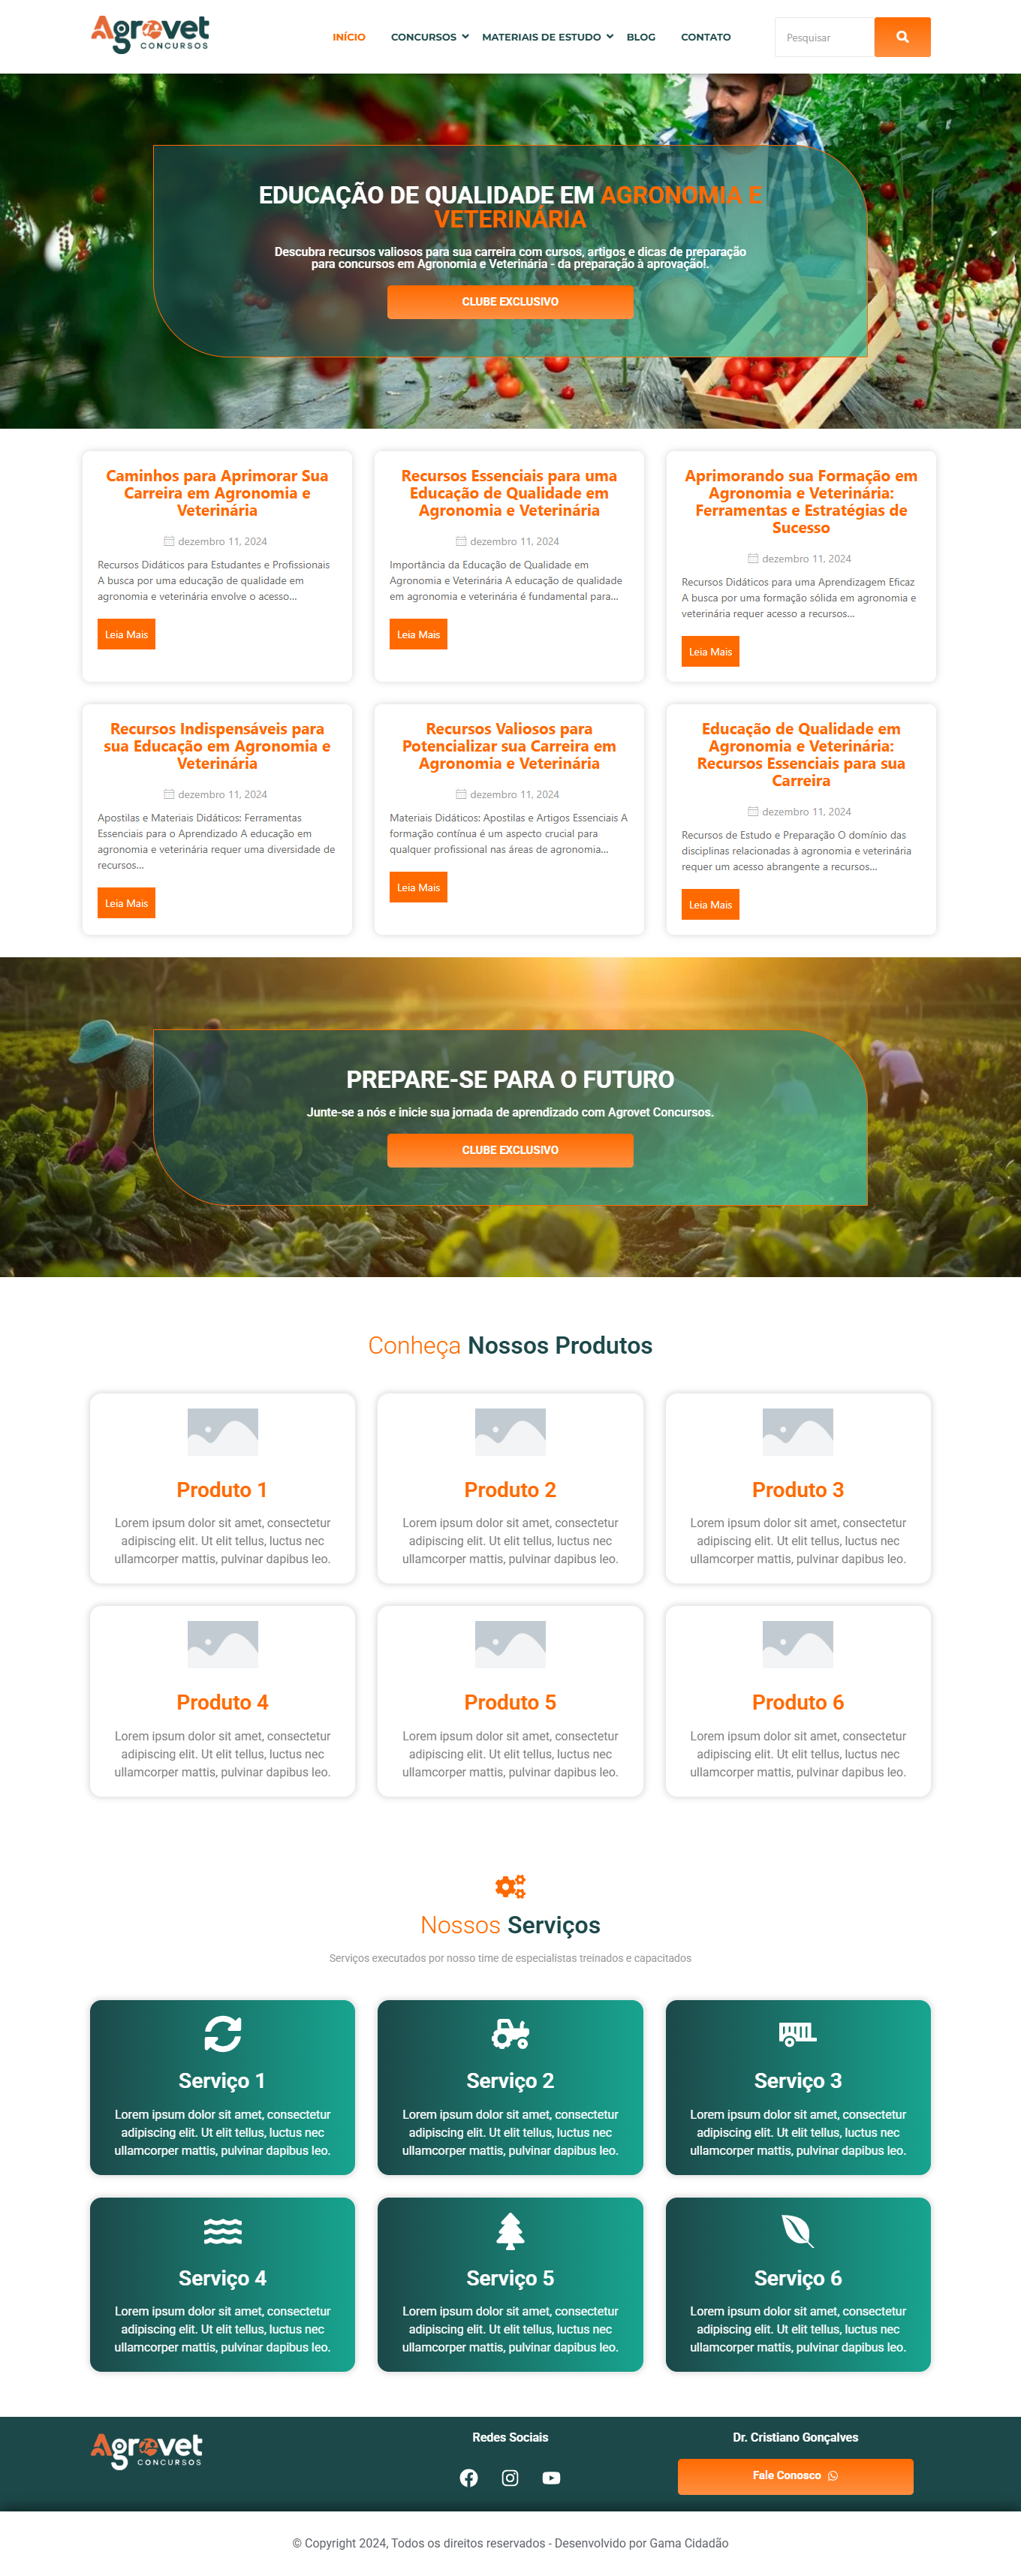 Agrovet
CONCURSOS
INÍCIO
CONCURSOS
MATERIAIS DE ESTUDO
BLOG
CONTATO
Pesquisar
EDUCAÇÃO DE QUALIDADE EM AGRONOMIA E
VETERINÁRIA
Descubra recursos valiosos para sua carreira com cursos, artigos e dicas de preparação
para concursos em Agronomia e Veterinária - da preparação à aprovação!.
CLUBE EXCLUSIVO
Caminhos para Aprimorar Sua
Carreira em Agronomia e
Veterinária
dezembro 11, 2024
Recursos Didáticos para Estudantes e Profissionais
A busca por uma educação de qualidade em
agronomia e veterinária envolve o acesso...
Leia Mais
Recursos Essenciais para uma
Educação de Qualidade em
Agronomia e Veterinária
dezembro 11, 2024
Importância da Educação de Qualidade em
Agronomia e Veterinária A educação de qualidade
em agronomia e veterinária é fundamental para...
Leia Mais
Aprimorando sua Formação em
Agronomia e Veterinária:
Ferramentas e Estratégias de
Sucesso
dezembro 11, 2024
Recursos Didáticos para uma Aprendizagem Eficaz
A busca por uma formação sólida em agronomia e
veterinária requer acesso a recursos...
Leia Mais
Recursos Indispensáveis para
sua Educação em Agronomia e
Veterinária
dezembro 11, 2024
Apostilas e Materiais Didáticos: Ferramentas
Essenciais para o Aprendizado A educação em
agronomia e veterinária requer uma diversidade de
recursos...
Leia Mais
Recursos Valiosos para
Potencializar sua Carreira em
Agronomia e Veterinária
dezembro 11, 2024
Materiais Didáticos: Apostilas e Artigos Essenciais A
formação contínua é um aspecto crucial para
qualquer profissional nas áreas de agronomia...
Leia Mais
Educação de Qualidade em
Agronomia e Veterinária:
Recursos Essenciais para sua
Carreira
dezembro 11, 2024
Recursos de Estudo e Preparação O domínio das
disciplinas relacionadas à agronomia e veterinária
requer um acesso abrangente a recursos...
Leia Mais
PREPARE-SE PARA O FUTURO
Junte-se a nós e inicie sua jornada de aprendizado com Agrovet Concursos.
CLUBE EXCLUSIVO
Conheça Nossos Produtos
Produto 1
Lorem ipsum dolor sit amet, consectetur
adipiscing elit. Ut elit tellus, luctus nec
ullamcorper mattis, pulvinar dapibus leo.
Produto 2
Lorem ipsum dolor sit amet, consectetur
adipiscing elit. Ut elit tellus, luctus nec
ullamcorper mattis, pulvinar dapibus leo.
Produto 3
Lorem ipsum dolor sit amet, consectetur
adipiscing elit. Ut elit tellus, luctus nec
ullamcorper mattis, pulvinar dapibus leo.
Produto 4
Lorem ipsum dolor sit amet, consectetur
adipiscing elit. Ut elit tellus, luctus nec
ullamcorper mattis, pulvinar dapibus leo.
Produto 5
Lorem ipsum dolor sit amet, consectetur
adipiscing elit. Ut elit tellus, luctus nec
ullamcorper mattis, pulvinar dapibus leo.
Produto 6
Lorem ipsum dolor sit amet, consectetur
adipiscing elit. Ut elit tellus, luctus nec
ullamcorper mattis, pulvinar dapibus leo.
Nossos Serviços
Serviços executados por nosso time de especialistas treinados e capacitados
Serviço 1
Lorem ipsum dolor sit amet, consectetur
adipiscing elit. Ut elit tellus, luctus nec
ullamcorper mattis, pulvinar dapibus leo.
Serviço 2
Lorem ipsum dolor sit amet, consectetur
adipiscing elit. Ut elit tellus, luctus nec
ullamcorper mattis, pulvinar dapibus leo.
Serviço 3
Lorem ipsum dolor sit amet, consectetur
adipiscing elit. Ut elit tellus, luctus nec
ullamcorper mattis, pulvinar dapibus leo.
Serviço 4
Lorem ipsum dolor sit amet, consectetur
adipiscing elit. Ut elit tellus, luctus nec
ullamcorper mattis, pulvinar dapibus leo.
Serviço 5
Lorem ipsum dolor sit amet, consectetur
adipiscing elit. Ut elit tellus, luctus nec
ullamcorper mattis, pulvinar dapibus leo.
Serviço 6
Lorem ipsum dolor sit amet, consectetur
adipiscing elit. Ut elit tellus, luctus nec
ullamcorper mattis, pulvinar dapibus leo.
Agrovet
CONCURSOS
Redes Sociais
Dr. Cristiano Gonçalves
Fale Conosco
© Copyright 2024, Todos os direitos reservados - Desenvolvido por Gama Cidadão